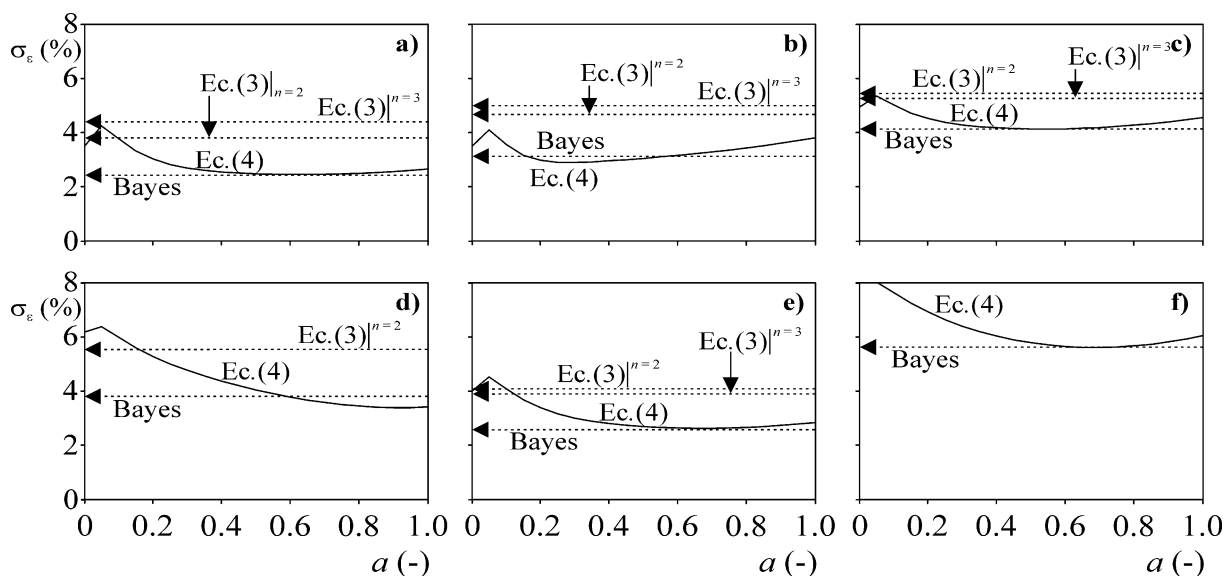 8
σε (%)
6
4
2
0
a)
Ec.(3)|n=2
Ec.(3)|n=3
Ec.(4)
Bayes
b)
Ec.(3)|n=2
Ec.(3)|n=3
Bayes
Ec.(4)
c)
Ec.(3)|n=3
Ec.(3)|n=2
Ec.(4)
Bayes
8
σε (%)
6
4
2
0
d)
Ec.(3)|n=2
Ec.(4)
Bayes
0 0.2 0.4 0.6 0.8 1.0
a (-)
e)
Ec.(3)|n=3
Ec.(3)|n=2
Ec.(4)
Bayes
0.2 0.4 0.6 0.8 1.0
a (-)
f)
Ec.(4)
Bayes
0.2 0.4 0.6 0.8 1.0
a (-)